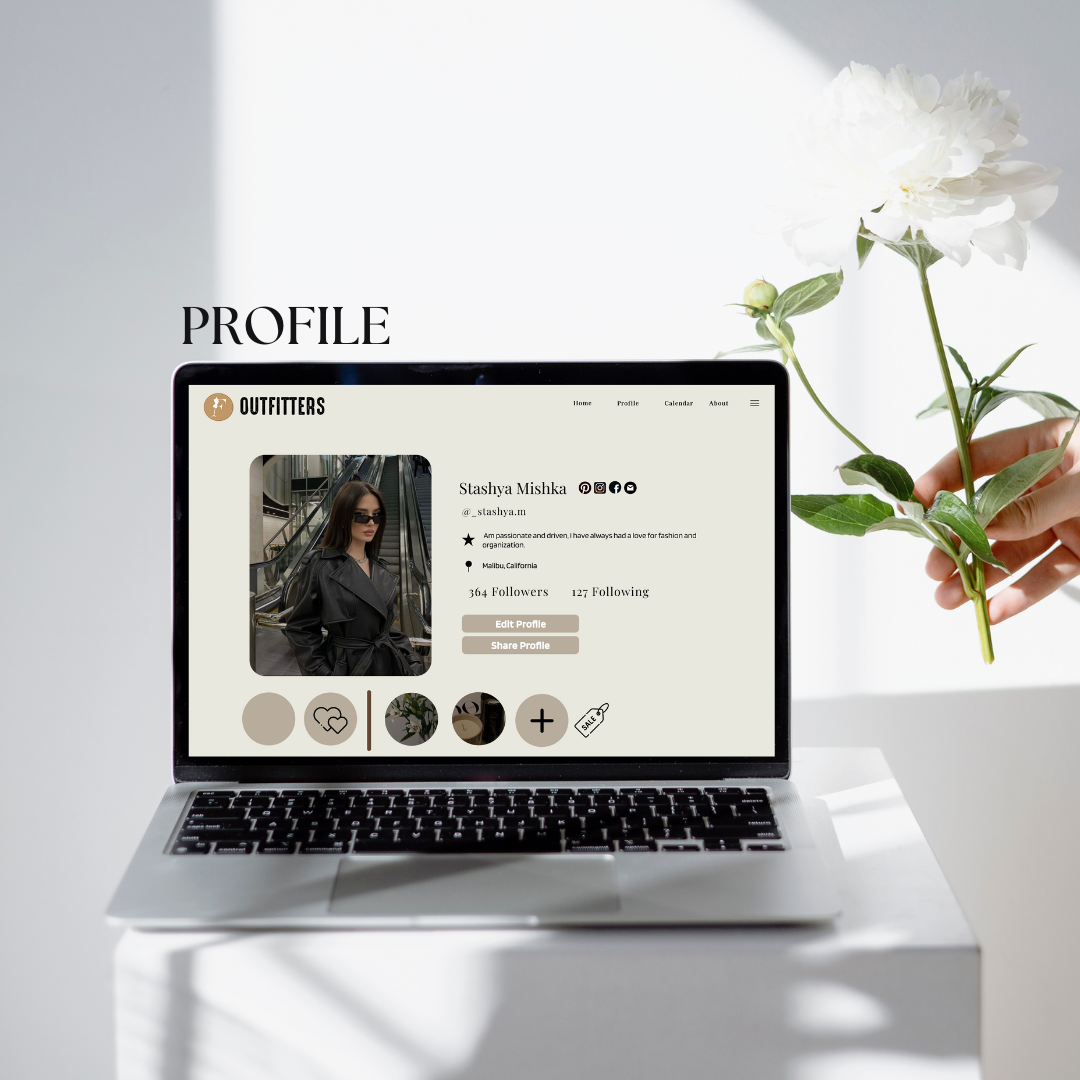 PROFILE
F OUTFITTERS
Home Profile Calendar About
Stashya Mishka
@_stashya.m
Am passionate and driven, I have always had a love for fashion and
organization.
Malibu, California
364 Followers 127 Following
Edit Profile
Share Profile
SALE